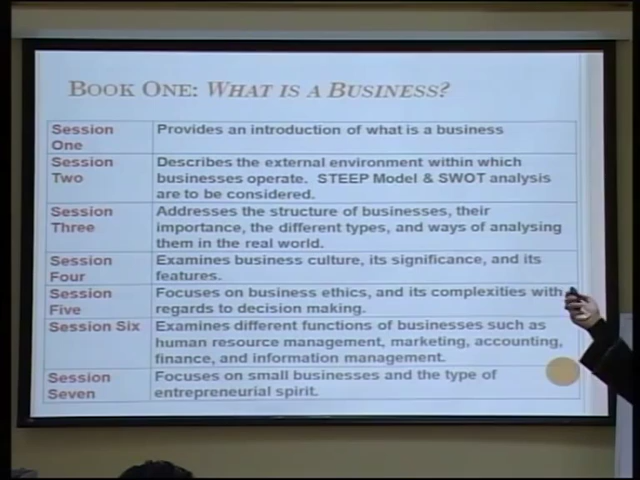 BOOK ONE: WHAT IS A BUSINESS?
Session One
Provides an introduction of what is a business
Session Two
Describes the external environment within which
businesses operate. STEEP Model & SWOT analysis
are to be considered.
Session Three
Addresses the structure of businesses, their
importance, the different types, and ways of analysing
them in the real world.
Session Four
Examines business culture, its significance, and its
features.
Session Five
Focuses on business ethics, and its complexities with
regards to decision making.
Session Six
Examines different functions of businesses such as
human resource management, marketing, accounting,
finance, and information management.
Session Seven
Focuses on small businesses and the type of
entrepreneurial spirit.